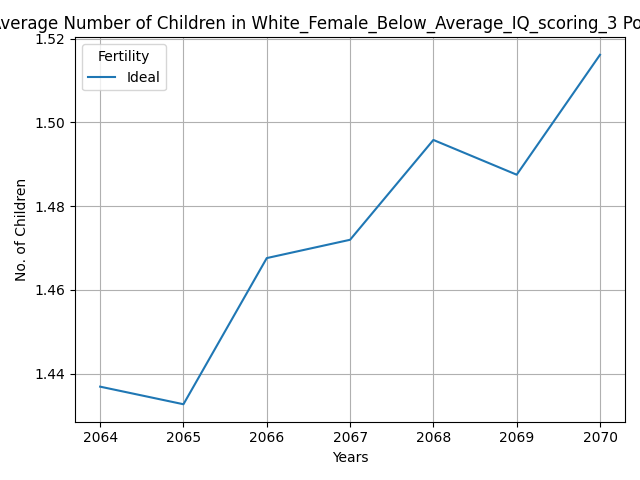 verage Number of Children in White_Female_Below_Average_IQ_scoring_3 Po
Fertility
Ideal
No. of Children
1.52
1.50
1.48
1.46
1.44
2064 2065 2066 2067 2068 2069 2070
Years